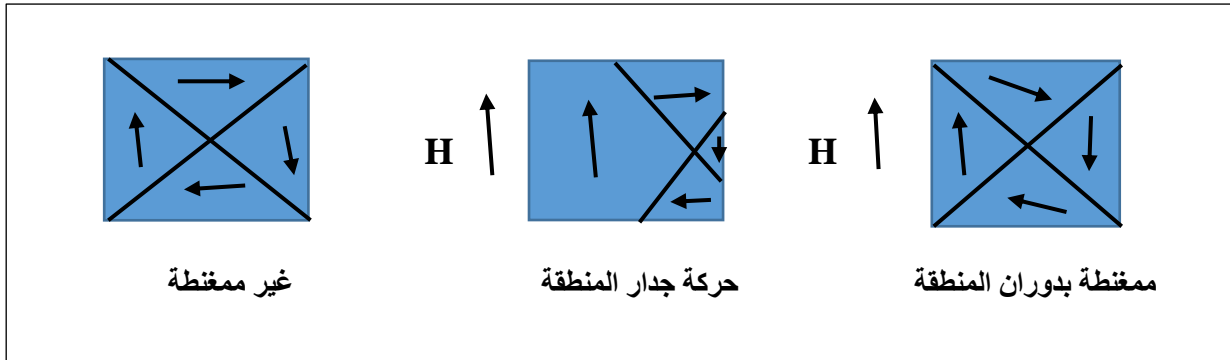 H
H
ممغنطة بدوران المنطقة
حركة جدار المنطقة
غير ممغنطة